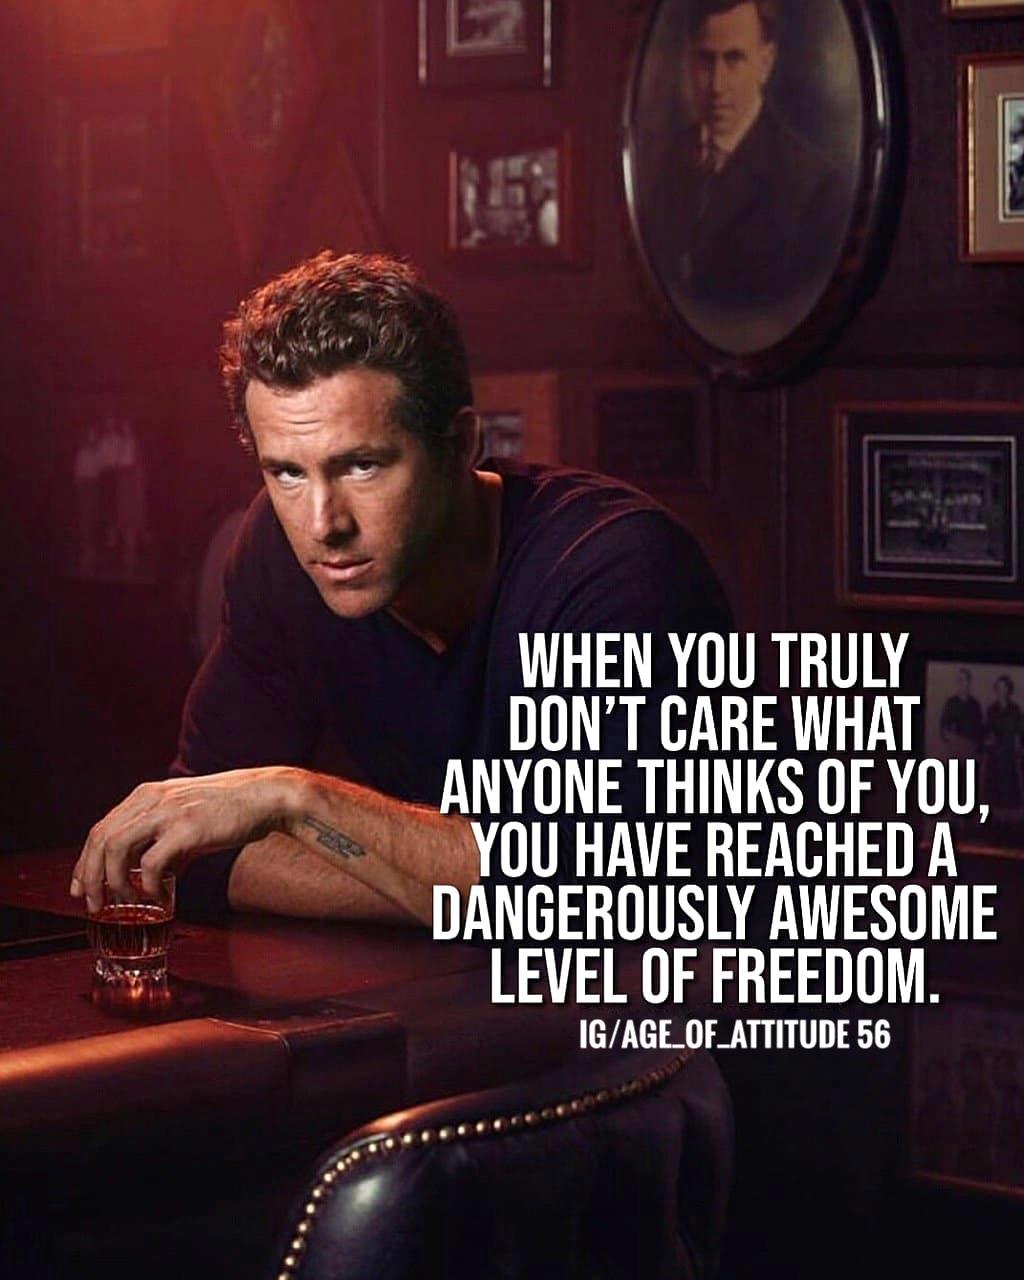 WHEN YOU TRULY
DON'T CARE WHAT
ANYONE THINKS OF YOU,
YOU HAVE REACHED A
DANGEROUSLY AWESOME
LEVEL OF FREEDOM.
IG/AGE_OF_ATTITUDE 56